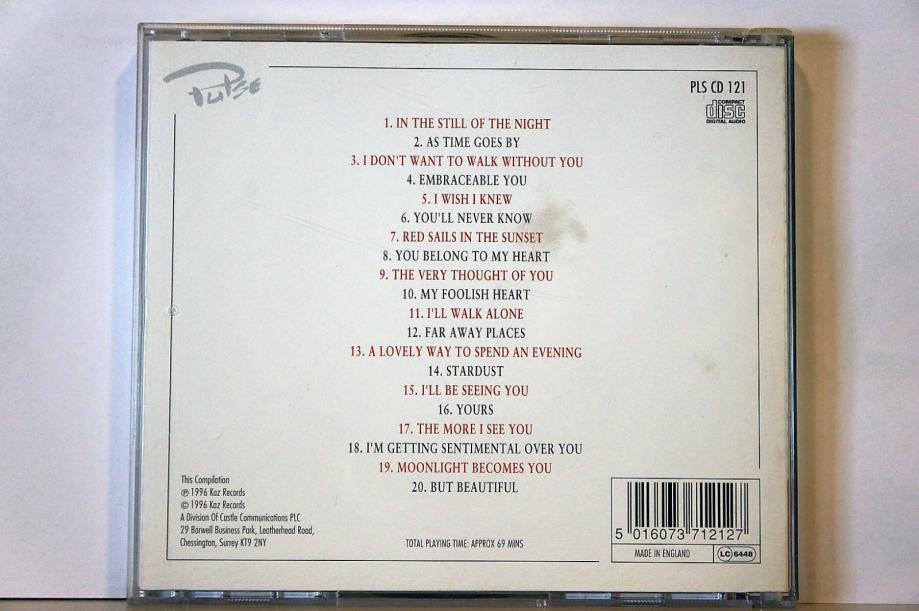 Pulse
PLS CD 121
COMPACT
disc
DIGITAL AUDIO
1. IN THE STILL OF THE NIGHT
2. AS TIME GOES BY
3. I DON'T WANT TO WALK WITHOUT YOU
4. EMBRACEABLE YOU
5. I WISH I KNEW
6. YOU'LL NEVER KNOW
7. RED SAILS IN THE SUNSET
8. YOU BELONG TO MY HEART
9. THE VERY THOUGHT OF YOU
10. MY FOOLISH HEART
11. I'LL WALK ALONE
12. FAR AWAY PLACES
13. A LOVELY WAY TO SPEND AN EVENING
14. STARDUST
15. I'LL BE SEEING YOU
16. YOURS
17. THE MORE I SEE YOU
18. I'M GETTING SENTIMENTAL OVER YOU
19. MOONLIGHT BECOMES YOU
20. BUT BEAUTIFUL
This Compilation
℗ 1996 Kaz Records
© 1996 Kaz Records
A Division Of Castle Communications PLC
29 Barwell Business Park, Leatherhead Road,
Chessington, Surrey KT9 2NY
TOTAL PLAYING TIME: APPROX 69 MINS
5 016073 712127
MADE IN ENGLAND
LC 6448